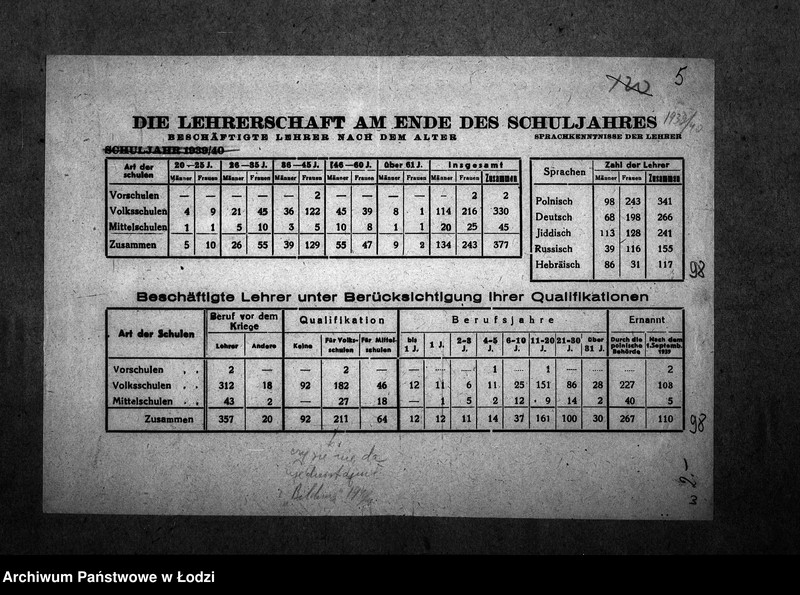 5
DIE LEHRERSCHAFT AM ENDE DES SCHULJAHRES 1939/40
BESCHÄFTIGTE LEHRER NACH DEM ALTER
SCHULJAHR 1939/40
Art der schulen | 20—25 J. | 26—35 J. | 36—45 J. | 46—60 J. | über 61 J. | Insgesamt
Männer | Frauen | Männer | Frauen | Männer | Frauen | Männer | Frauen | Männer | Frauen | Männer | Frauen | Zusammen
Vorschulen | — | — | — | — | — | 2 | — | — | — | — | — | 2 | 2
Volksschulen | 4 | 9 | 21 | 45 | 36 | 122 | 45 | 39 | 8 | 1 | 114 | 216 | 330
Mittelschulen | 1 | 1 | 5 | 10 | 3 | 5 | 10 | 8 | 1 | 1 | 20 | 25 | 45
Zusammen | 5 | 10 | 26 | 55 | 39 | 129 | 55 | 47 | 9 | 2 | 134 | 243 | 377
SPRACHKENNTNISSE DER LEHRER
Sprachen | Zahl der Lehrer
Männer | Frauen | Zusammen
Polnisch | 98 | 243 | 341
Deutsch | 68 | 198 | 266
Jiddisch | 113 | 128 | 241
Russisch | 39 | 116 | 155
Hebräisch | 86 | 31 | 117
98
Beschäftigte Lehrer unter Berücksichtigung ihrer Qualifikationen
Art der Schulen | Beruf vor dem Kriege | Qualifikation | Berufsjahre | Ernannt
Lehrer | Andere | Keine | Für Volksschulen | Für Mittelschulen | bis 1 J. | 1 J. | 2-3 J. | 4-5 J. | 6-10 J. | 11-20 J. | 21-30 J. | über 31 J. | Durch die polnische Behörde | Nach dem 1. Septemb. 1939
Vorschulen . . | 2 | — | — | 2 | — | — | — | — | 1 | — | 1 | — | — | | 2
Volksschulen . . | 312 | 18 | 92 | 182 | 46 | 12 | 11 | 6 | 11 | 25 | 151 | 86 | 28 | 227 | 103
Mittelschulen . . | 43 | 2 | — | 27 | 18 | — | 1 | 5 | 2 | 12 | 9 | 14 | 2 | 40 | 5
Zusammen | 357 | 20 | 92 | 211 | 64 | 12 | 12 | 11 | 14 | 37 | 161 | 100 | 30 | 267 | 110
98
Archiwum Państwowe w Łodzi